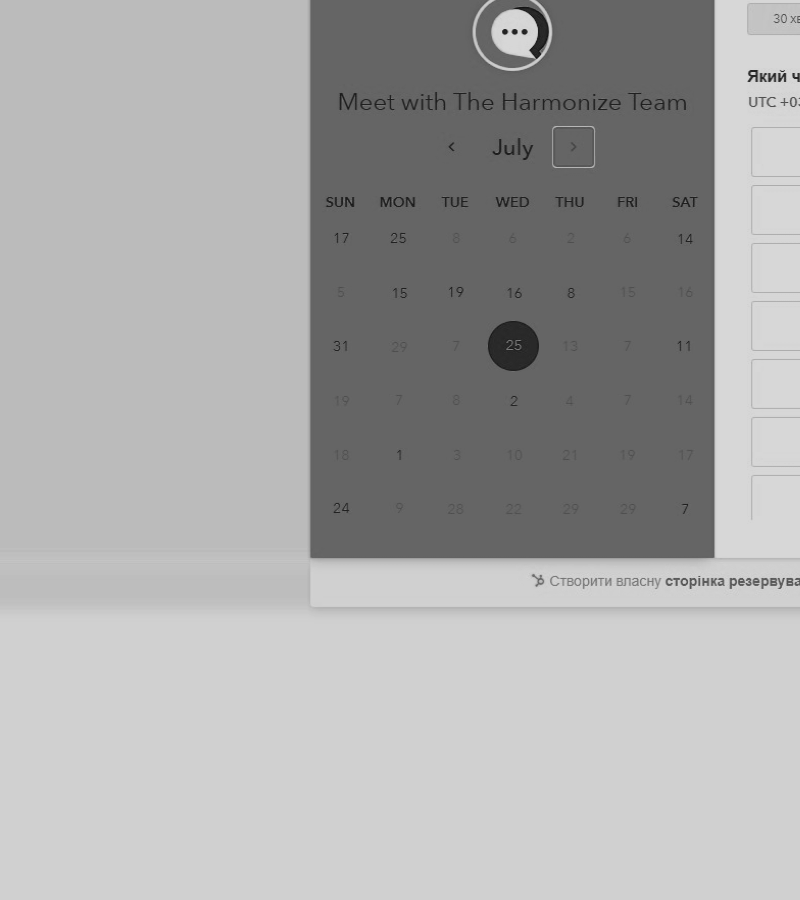 30 хв
Meet with The Harmonize Team
July
SUN MON TUE WED THU FRI SAT
17 25 8 6 2 6 14
5 15 19 16 8 15 16
31 29 7 25 13 7 11
19 7 8 2 4 7 14
18 1 3 10 21 19 17
24 9 28 22 29 29 7
Який ч
UTC +03
Створити власну сторінка резервува